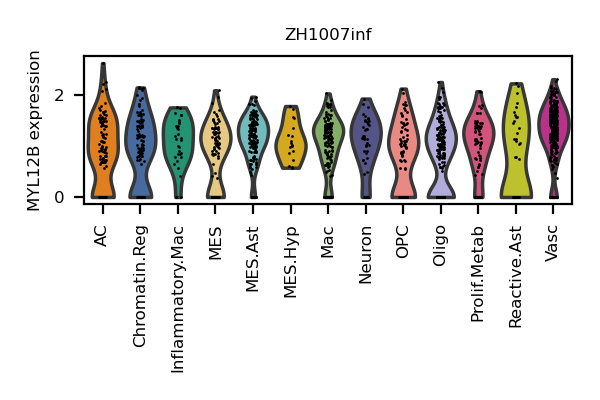 ZH1007inf
MYL12B expression
2
0
AC
Chromatin.Reg
Inflammatory.Mac
MES
MES.Ast
MES.Hyp
Mac
Neuron
OPC
Oligo
Prolif.Metab
Reactive.Ast
Vasc